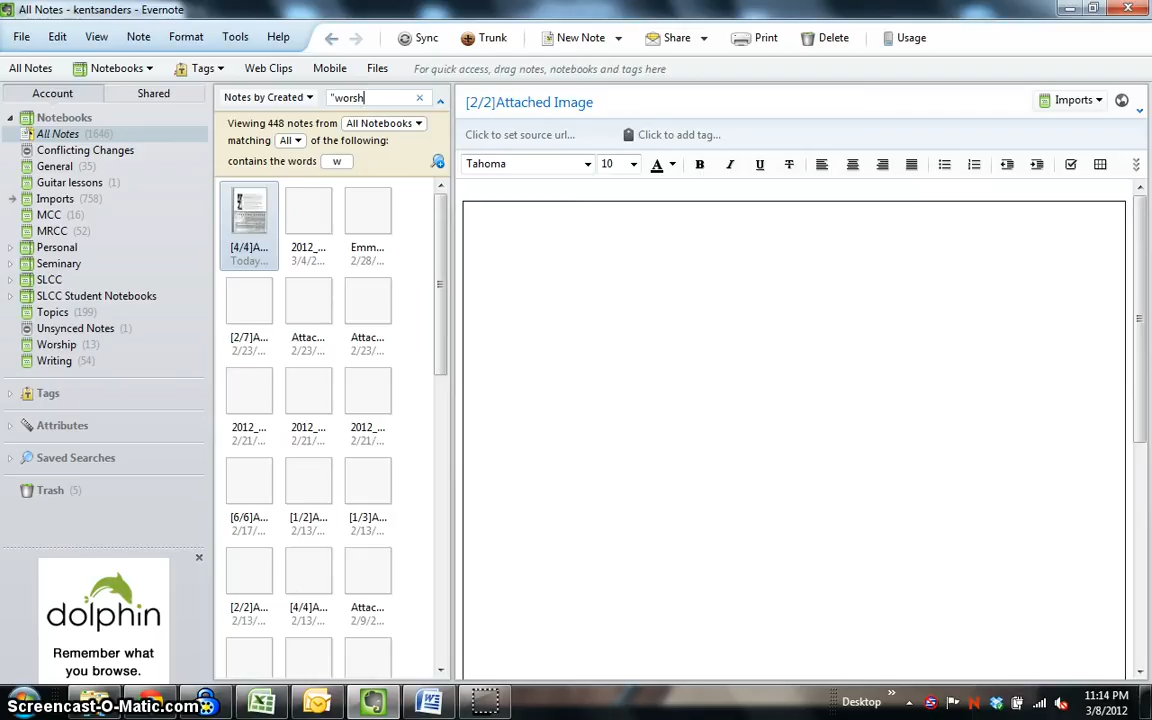 All Notes - kentsanders - Evernote
File Edit View Note Format Tools Help
Sync Trunk New Note Share Print Delete Usage
All Notes Notebooks Tags Web Clips Mobile Files For quick access, drag notes, notebooks and tags here
Account Shared
Notebooks
All Notes (1646)
Conflicting Changes
General (35)
Guitar lessons (1)
Imports (758)
MCC (16)
MRCC (52)
Personal
Seminary
SLCC
SLCC Student Notebooks
Topics (199)
Unsynced Notes (1)
Worship (13)
Writing (54)
Tags
Attributes
Saved Searches
Trash (5)
dolphin
Remember what
you browse.
Notes by Created "worsh
Viewing 448 notes from All Notebooks
matching All of the following:
contains the words w
[4/4]A... 2012_... Emm...
Today... 3/4/2... 2/28/...
[2/7]A... Attac... Attac...
2/23/... 2/23/... 2/23/...
2012_... 2012_... 2012_...
2/21/... 2/21/... 2/21/...
[6/6]A... [1/2]A... [1/3]A...
2/17/... 2/13/... 2/13/...
[2/2]A... [4/4]A... Attac...
2/13/... 2/13/... 2/9/2...
[2/2]Attached Image Imports
Click to set source url... Click to add tag...
Tahoma 10 A B I U T
Screencast-O-Matic.com
Desktop
11:14 PM
3/8/2012